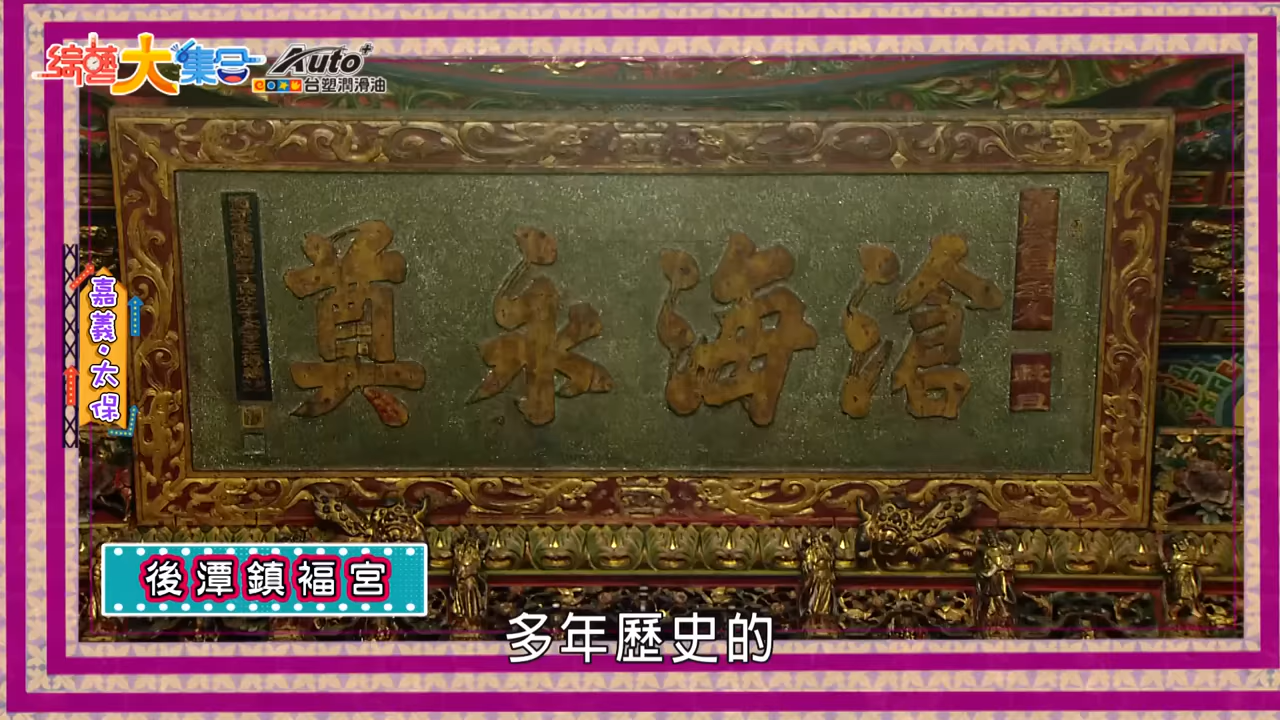 綜藝大集合
Auto+
台塑潤滑油
滄海永奠
嘉義·太保
後潭鎮褔宮
多年歷史的